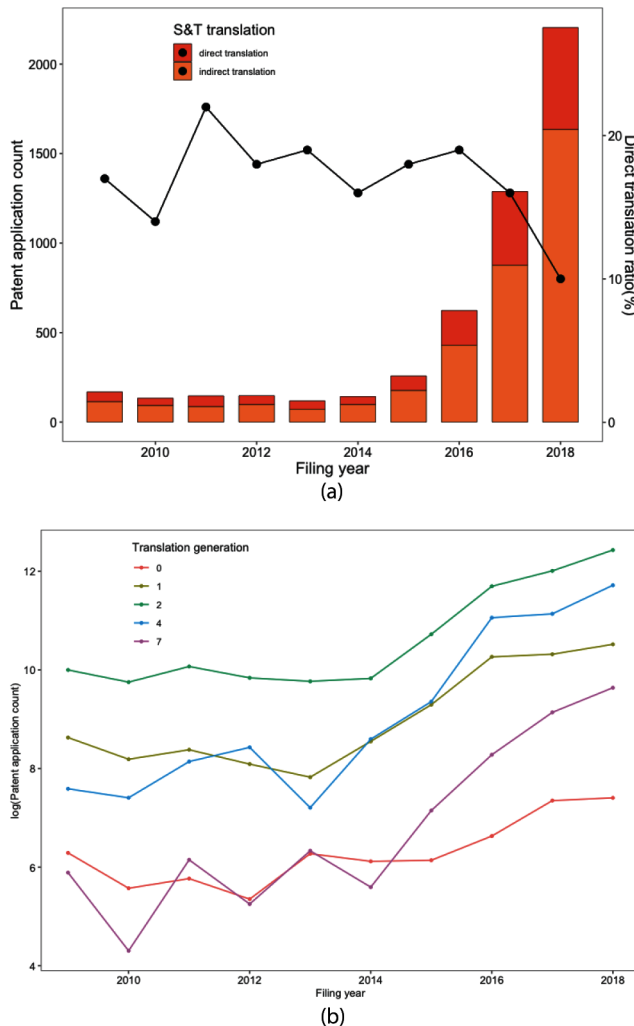 S&T translation
direct translation
indirect translation
2000
1500
1000
500
0
Patent application count
20
10
0
Direct translation ratio(%)
2010 2012 2014 2016 2018
Filing year
(a)
Translation generation
0
1
2
4
7
12
10
8
6
4
log(Patent application count)
2010 2012 2014 2016 2018
Filing year
(b)